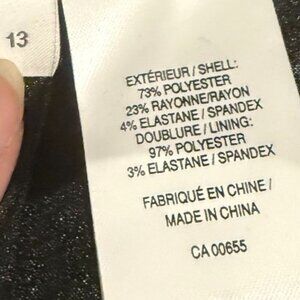 13
EXTÉRIEUR / SHELL:
73% POLYESTER
23% RAYONNE/RAYON
4% ELASTANE / SPANDEX
DOUBLURE / LINING:
97% POLYESTER
3% ELASTANE / SPANDEX
FABRIQUÉ EN CHINE /
MADE IN CHINA
CA 00655